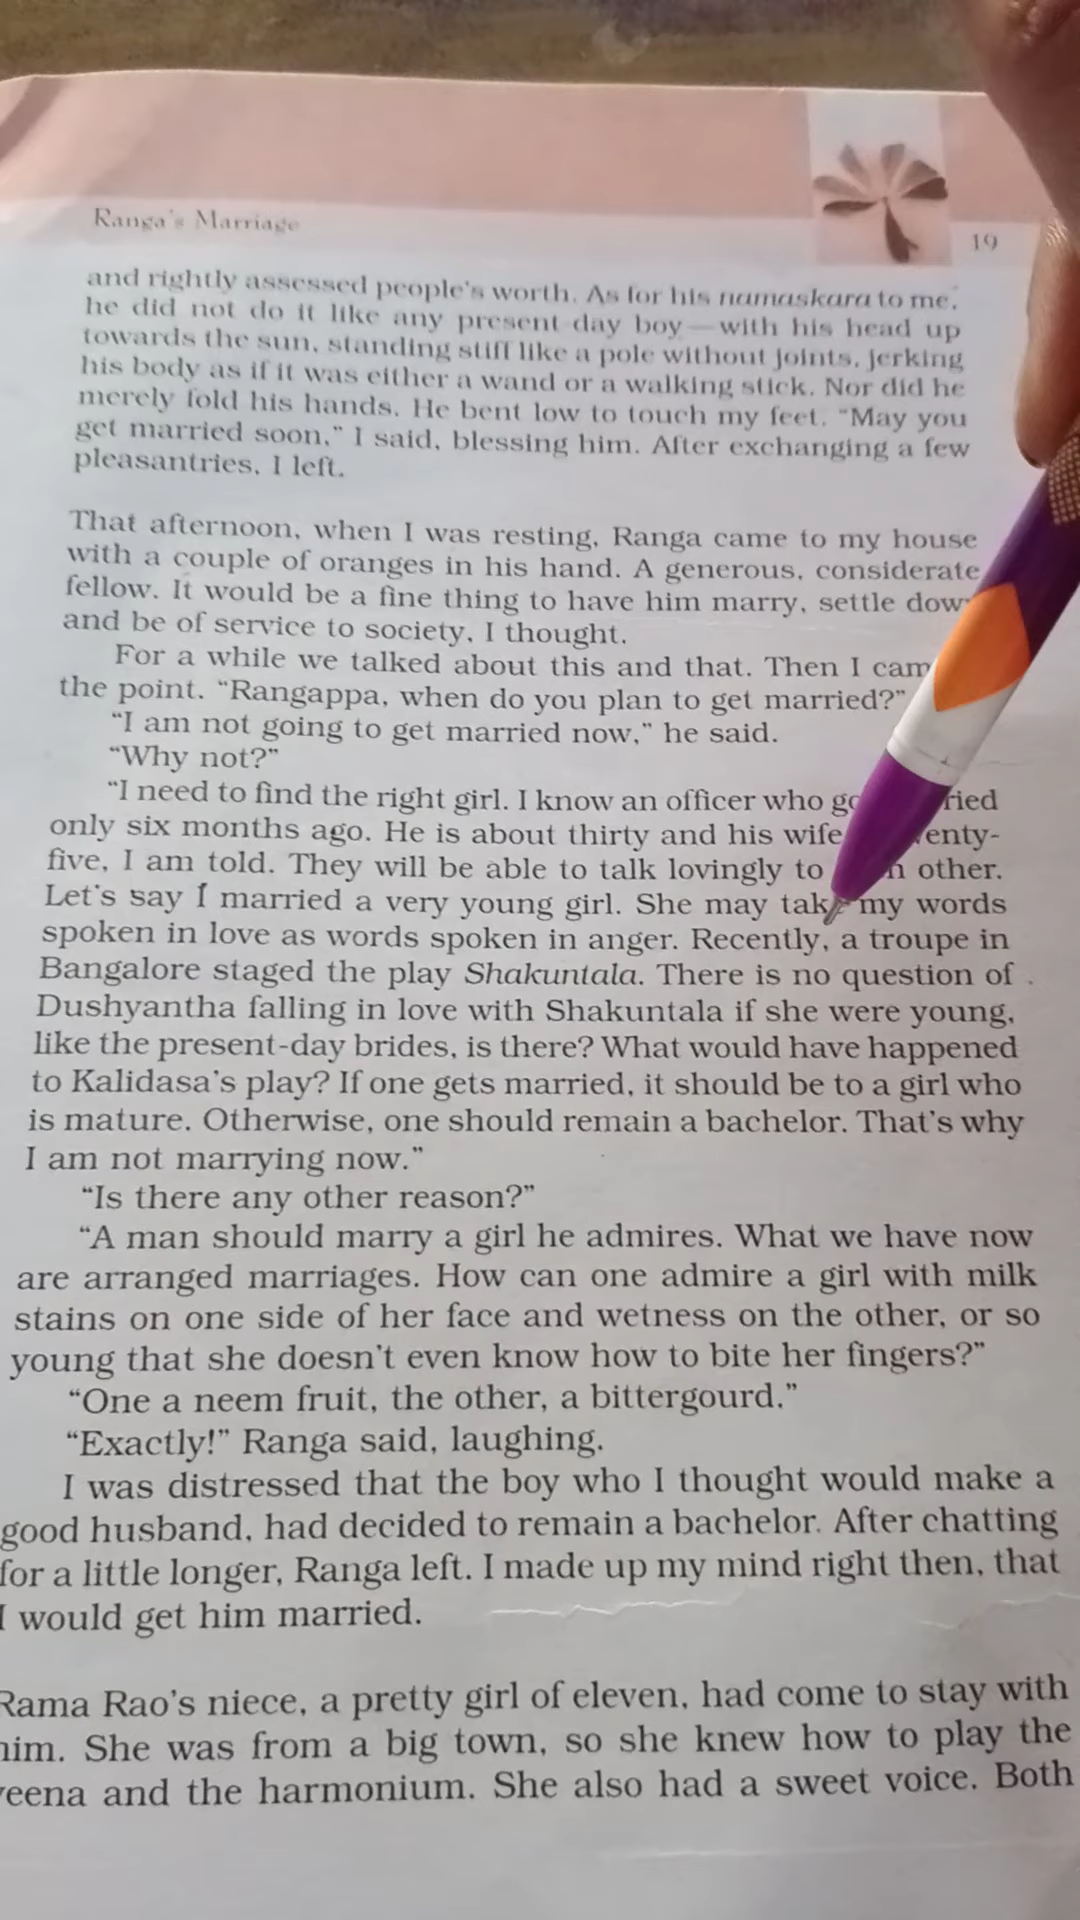 Ranga's Marriage
19
and rightly assessed people's worth. As for his namaskara to me,
he did not do it like any present-day boy—with his head up
towards the sun, standing stiff like a pole without joints, jerking
his body as if it was either a wand or a walking stick. Nor did he
merely fold his hands. He bent low to touch my feet. “May you
get married soon,” I said, blessing him. After exchanging a few
pleasantries, I left.
That afternoon, when I was resting, Ranga came to my house
with a couple of oranges in his hand. A generous, considerate
fellow. It would be a fine thing to have him marry, settle dow
and be of service to society, I thought.
For a while we talked about this and that. Then I cam
the point. “Rangappa, when do you plan to get married?”
“I am not going to get married now,” he said.
“Why not?”
“I need to find the right girl. I know an officer who go ried
only six months ago. He is about thirty and his wife enty-
five, I am told. They will be able to talk lovingly to h other.
Let's say I married a very young girl. She may take my words
spoken in love as words spoken in anger. Recently, a troupe in
Bangalore staged the play Shakuntala. There is no question of
Dushyantha falling in love with Shakuntala if she were young,
like the present-day brides, is there? What would have happened
to Kalidasa's play? If one gets married, it should be to a girl who
is mature. Otherwise, one should remain a bachelor. That's why
I am not marrying now.”
“Is there any other reason?”
“A man should marry a girl he admires. What we have now
are arranged marriages. How can one admire a girl with milk
stains on one side of her face and wetness on the other, or so
young that she doesn't even know how to bite her fingers?”
“One a neem fruit, the other, a bittergourd.”
“Exactly!” Ranga said, laughing.
I was distressed that the boy who I thought would make a
good husband, had decided to remain a bachelor. After chatting
for a little longer, Ranga left. I made up my mind right then, that
I would get him married.
Rama Rao's niece, a pretty girl of eleven, had come to stay with
him. She was from a big town, so she knew how to play the
veena and the harmonium. She also had a sweet voice. Both